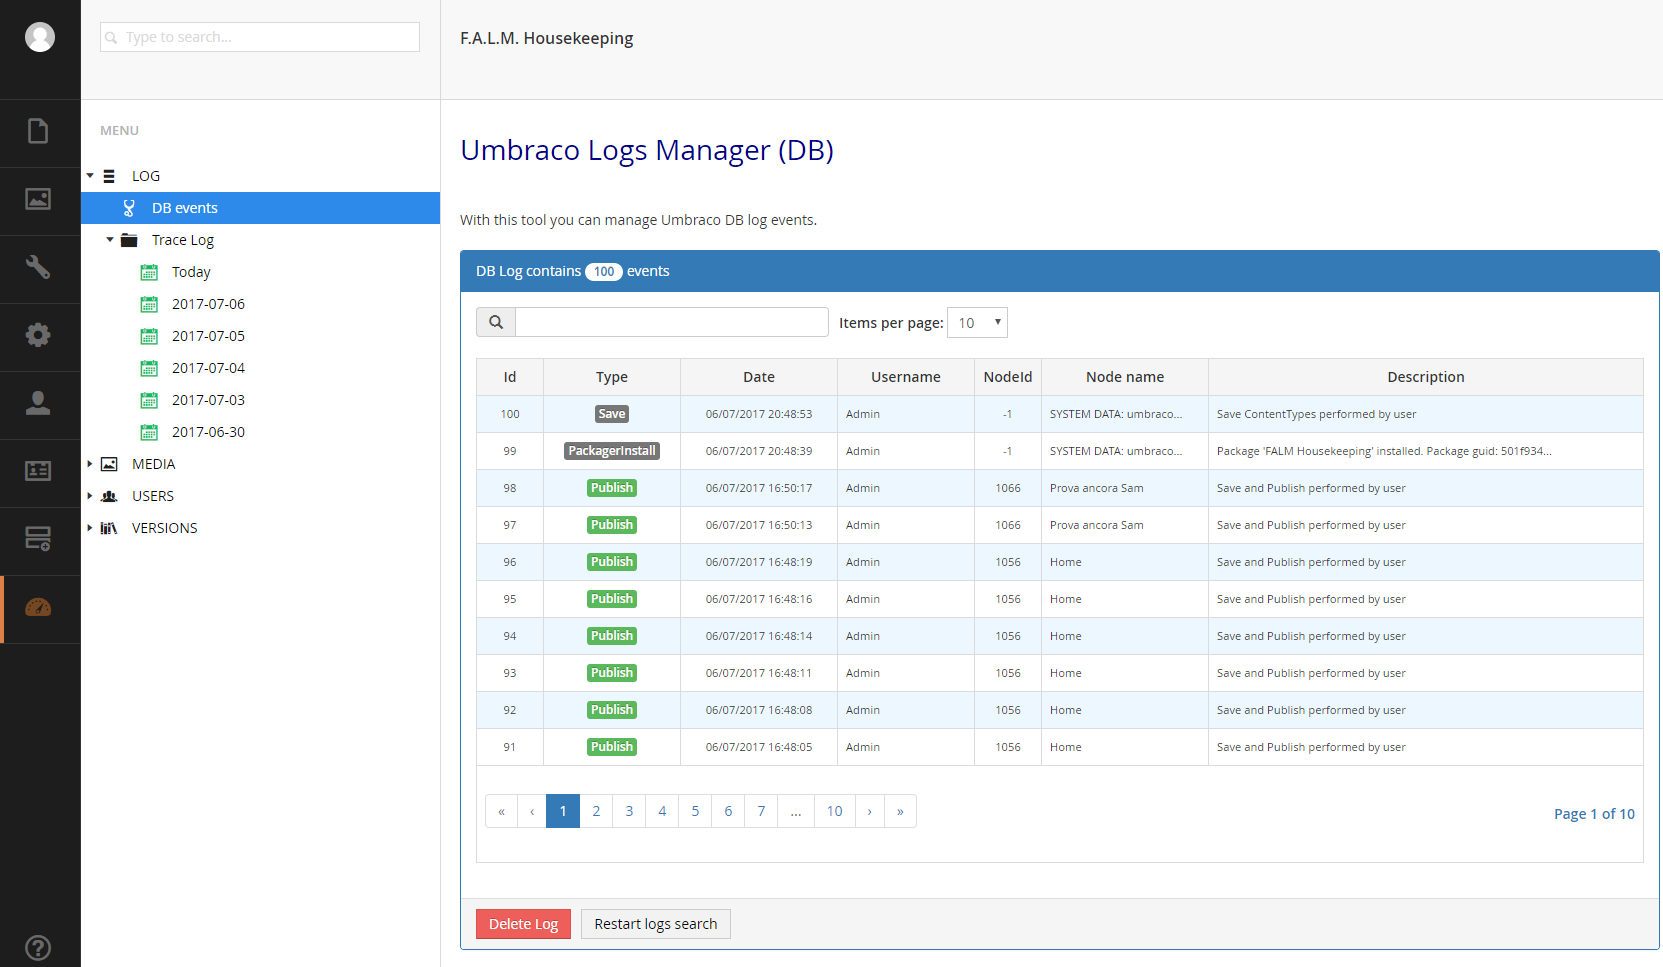 Type to search...
F.A.L.M. Housekeeping
MENU
LOG
DB events
Trace Log
Today
2017-07-06
2017-07-05
2017-07-04
2017-07-03
2017-06-30
MEDIA
USERS
VERSIONS
Umbraco Logs Manager (DB)
With this tool you can manage Umbraco DB log events.
DB Log contains 100 events
Items per page: 10
Id Type Date Username NodeId Node name Description
100 Save 06/07/2017 20:48:53 Admin -1 SYSTEM DATA: umbraco... Save ContentTypes performed by user
99 PackagerInstall 06/07/2017 20:48:39 Admin -1 SYSTEM DATA: umbraco... Package 'FALM Housekeeping' installed. Package guid: 501f934...
98 Publish 06/07/2017 16:50:17 Admin 1066 Prova ancora Sam Save and Publish performed by user
97 Publish 06/07/2017 16:50:13 Admin 1066 Prova ancora Sam Save and Publish performed by user
96 Publish 06/07/2017 16:48:19 Admin 1056 Home Save and Publish performed by user
95 Publish 06/07/2017 16:48:16 Admin 1056 Home Save and Publish performed by user
94 Publish 06/07/2017 16:48:14 Admin 1056 Home Save and Publish performed by user
93 Publish 06/07/2017 16:48:11 Admin 1056 Home Save and Publish performed by user
92 Publish 06/07/2017 16:48:08 Admin 1056 Home Save and Publish performed by user
91 Publish 06/07/2017 16:48:05 Admin 1056 Home Save and Publish performed by user
« ‹ 1 2 3 4 5 6 7 ... 10 › »
Page 1 of 10
Delete Log Restart logs search